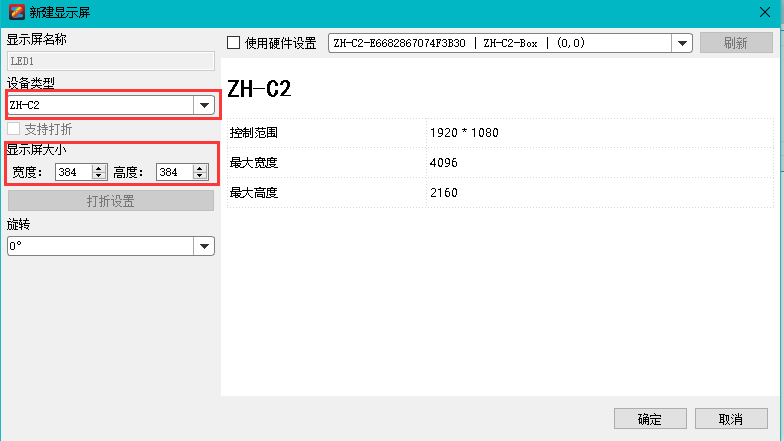 新建显示屏
显示屏名称
LED1
设备类型
ZH-C2
支持打折
显示屏大小
宽度: 384 高度: 384
打折设置
旋转
0°
使用硬件设置 ZH-C2-E6682867074F3B30 | ZH-C2-Box | (0,0) 刷新
ZH-C2
控制范围 1920 * 1080
最大宽度 4096
最大高度 2160
确定 取消